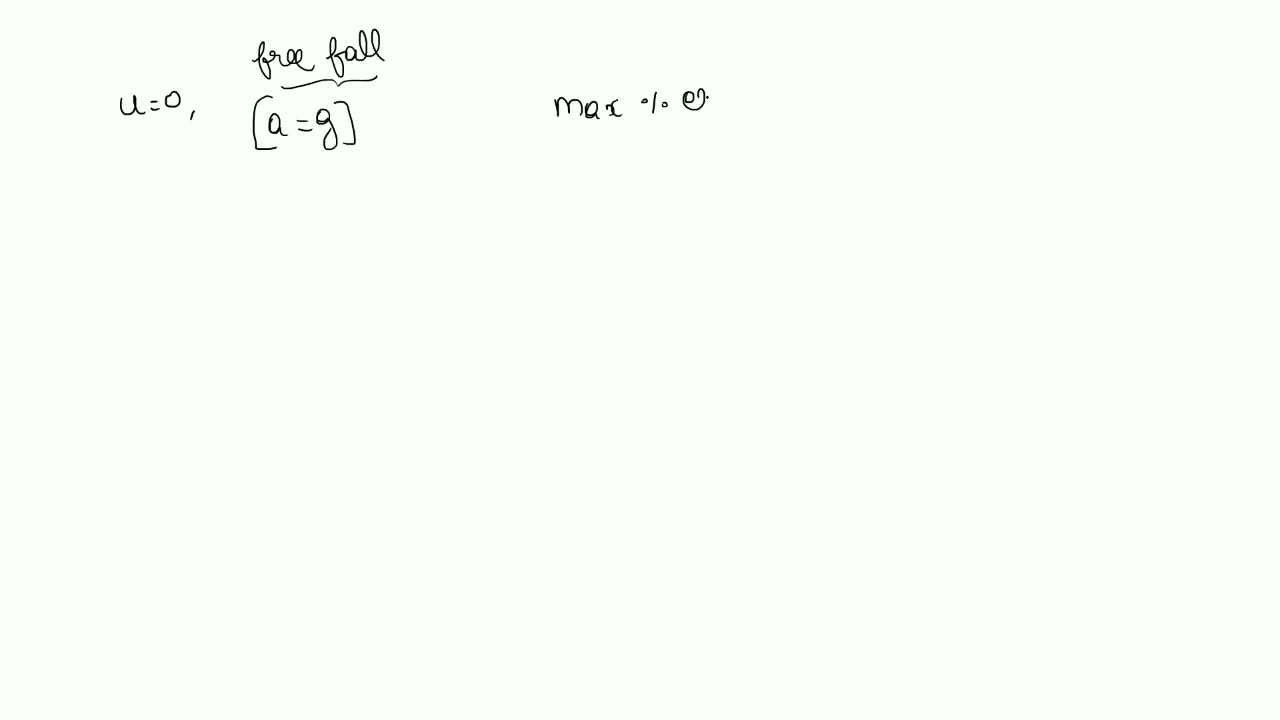 free fall
u=0, [a=g]
max %